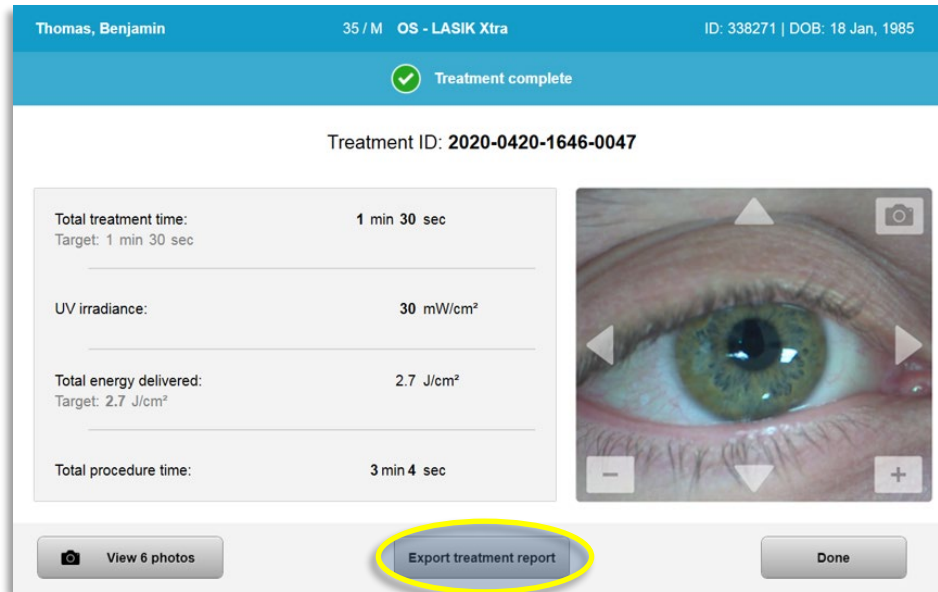 Thomas, Benjamin 35 / M OS - LASIK Xtra ID: 338271 | DOB: 18 Jan, 1985
Treatment complete
Treatment ID: 2020-0420-1646-0047
Total treatment time: 1 min 30 sec
Target: 1 min 30 sec
UV irradiance: 30 mW/cm²
Total energy delivered: 2.7 J/cm²
Target: 2.7 J/cm²
Total procedure time: 3 min 4 sec
View 6 photos Export treatment report Done